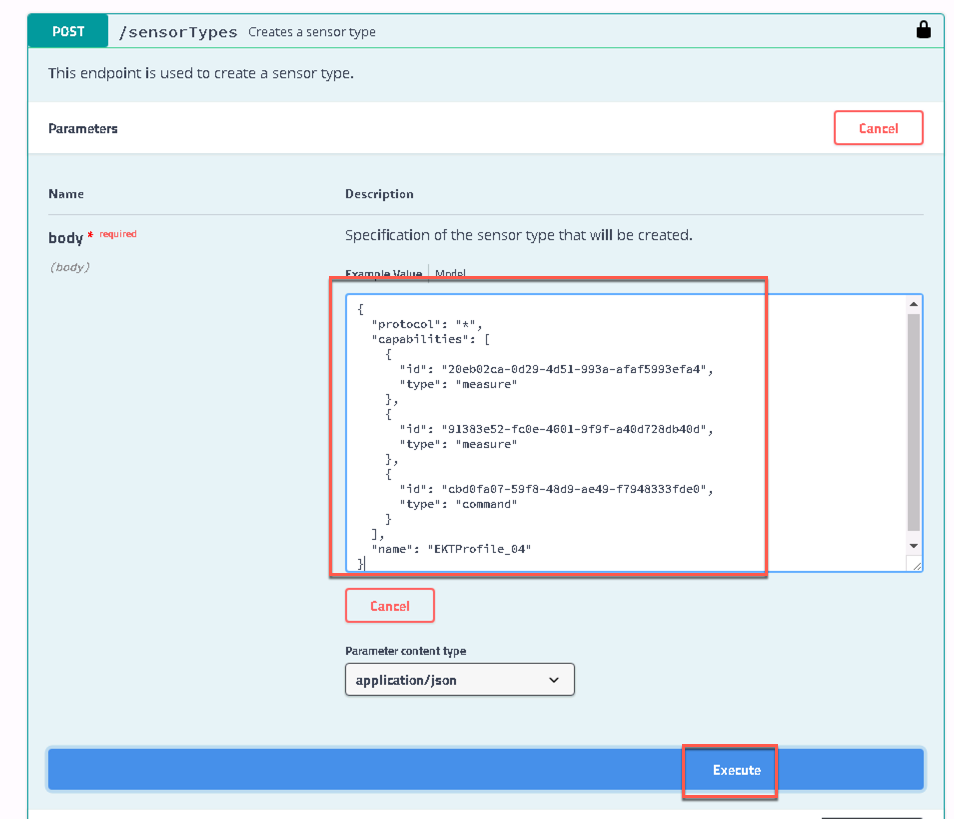 POST /sensorTypes Creates a sensor type
This endpoint is used to create a sensor type.
Parameters
Cancel
Name Description
body * required
Specification of the sensor type that will be created.
(body)
Example Value Model
{
"protocol": "*",
"capabilities": [
{
"id": "20eb02ca-0d29-4d51-993a-afaf5993efa4",
"type": "measure"
},
{
"id": "91383e52-fc0e-4601-9f9f-a40d728db40d",
"type": "measure"
},
{
"id": "cbd0fa07-59f8-48d9-ae49-f7948333fde0",
"type": "command"
}
],
"name": "EKTProfile_04"
}
Cancel
Parameter content type
application/json
Execute